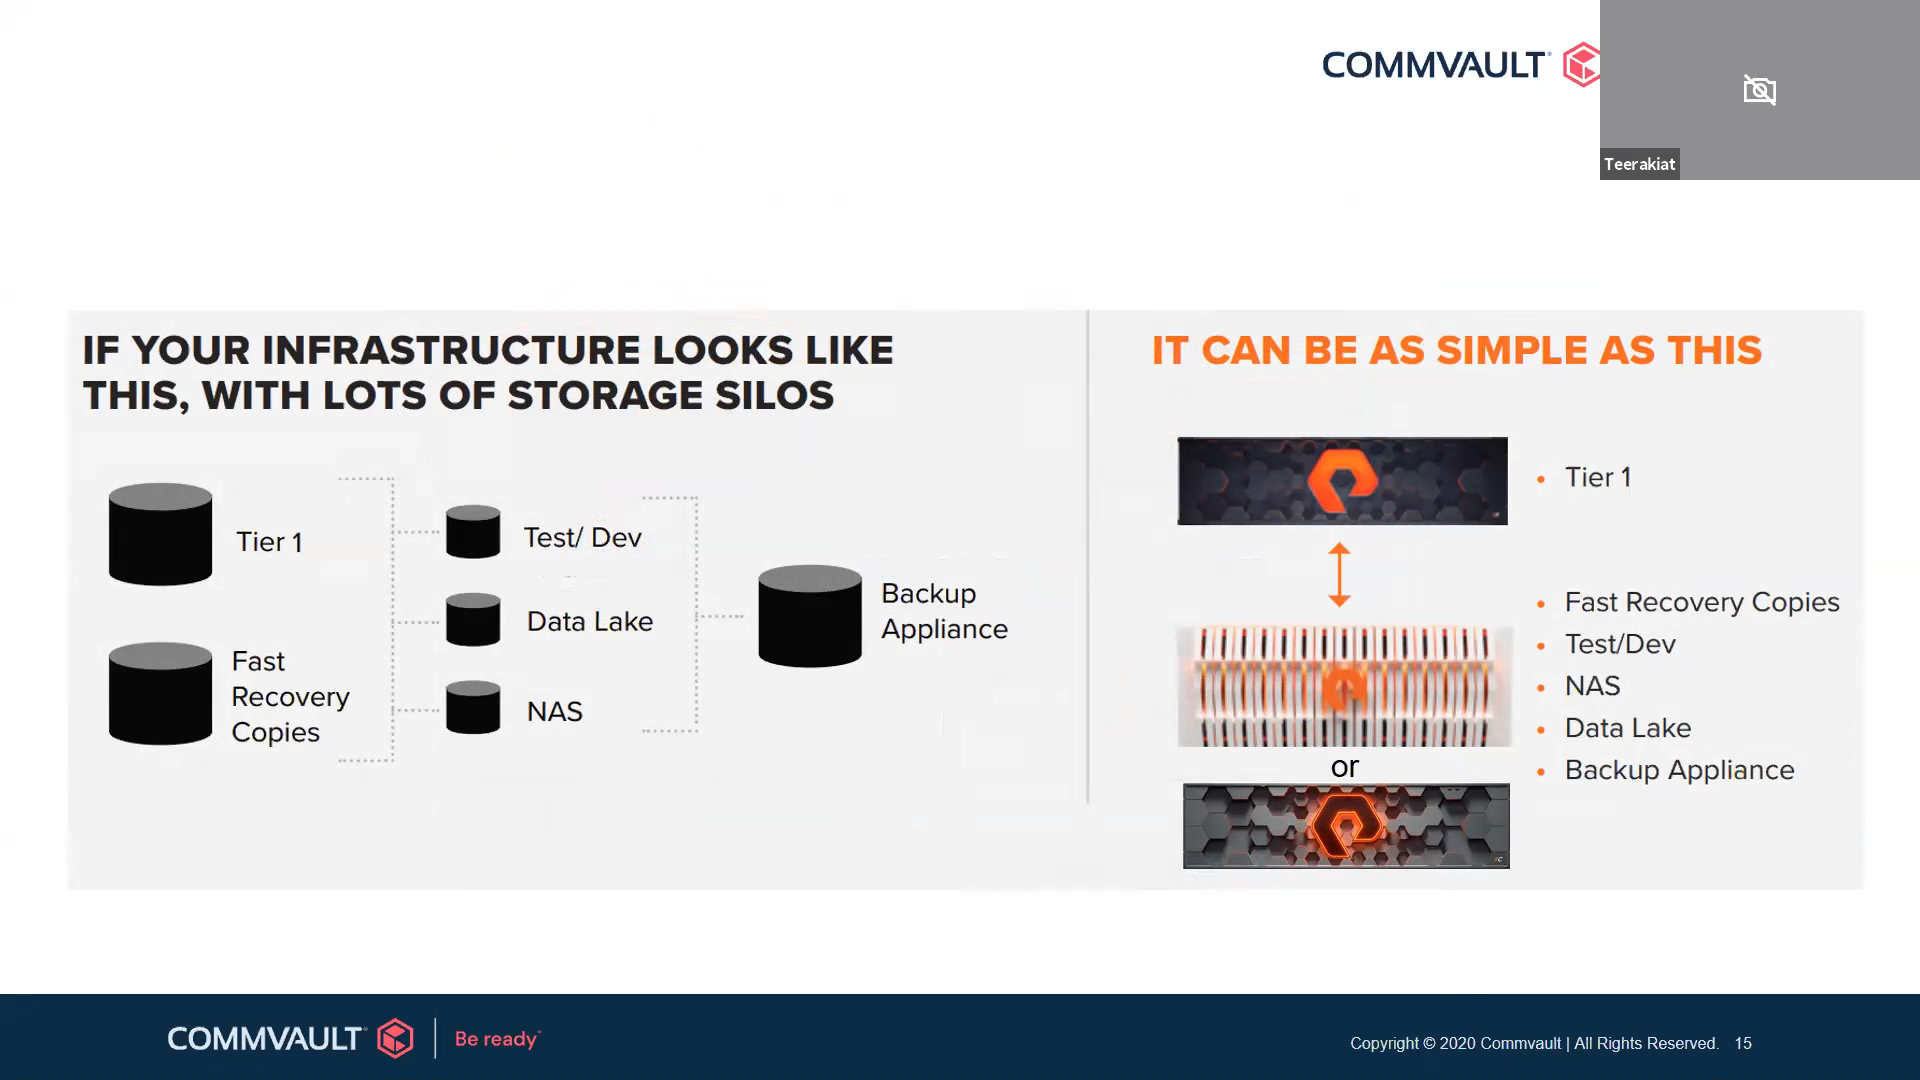 COMMVAULT
Teerakiat
IF YOUR INFRASTRUCTURE LOOKS LIKE
THIS, WITH LOTS OF STORAGE SILOS
Tier 1
Fast
Recovery
Copies
Test/ Dev
Data Lake
NAS
Backup
Appliance
IT CAN BE AS SIMPLE AS THIS
• Tier 1
• Fast Recovery Copies
• Test/Dev
• NAS
• Data Lake
• Backup Appliance
or
COMMVAULT
Be ready™
Copyright © 2020 Commvault | All Rights Reserved. 15